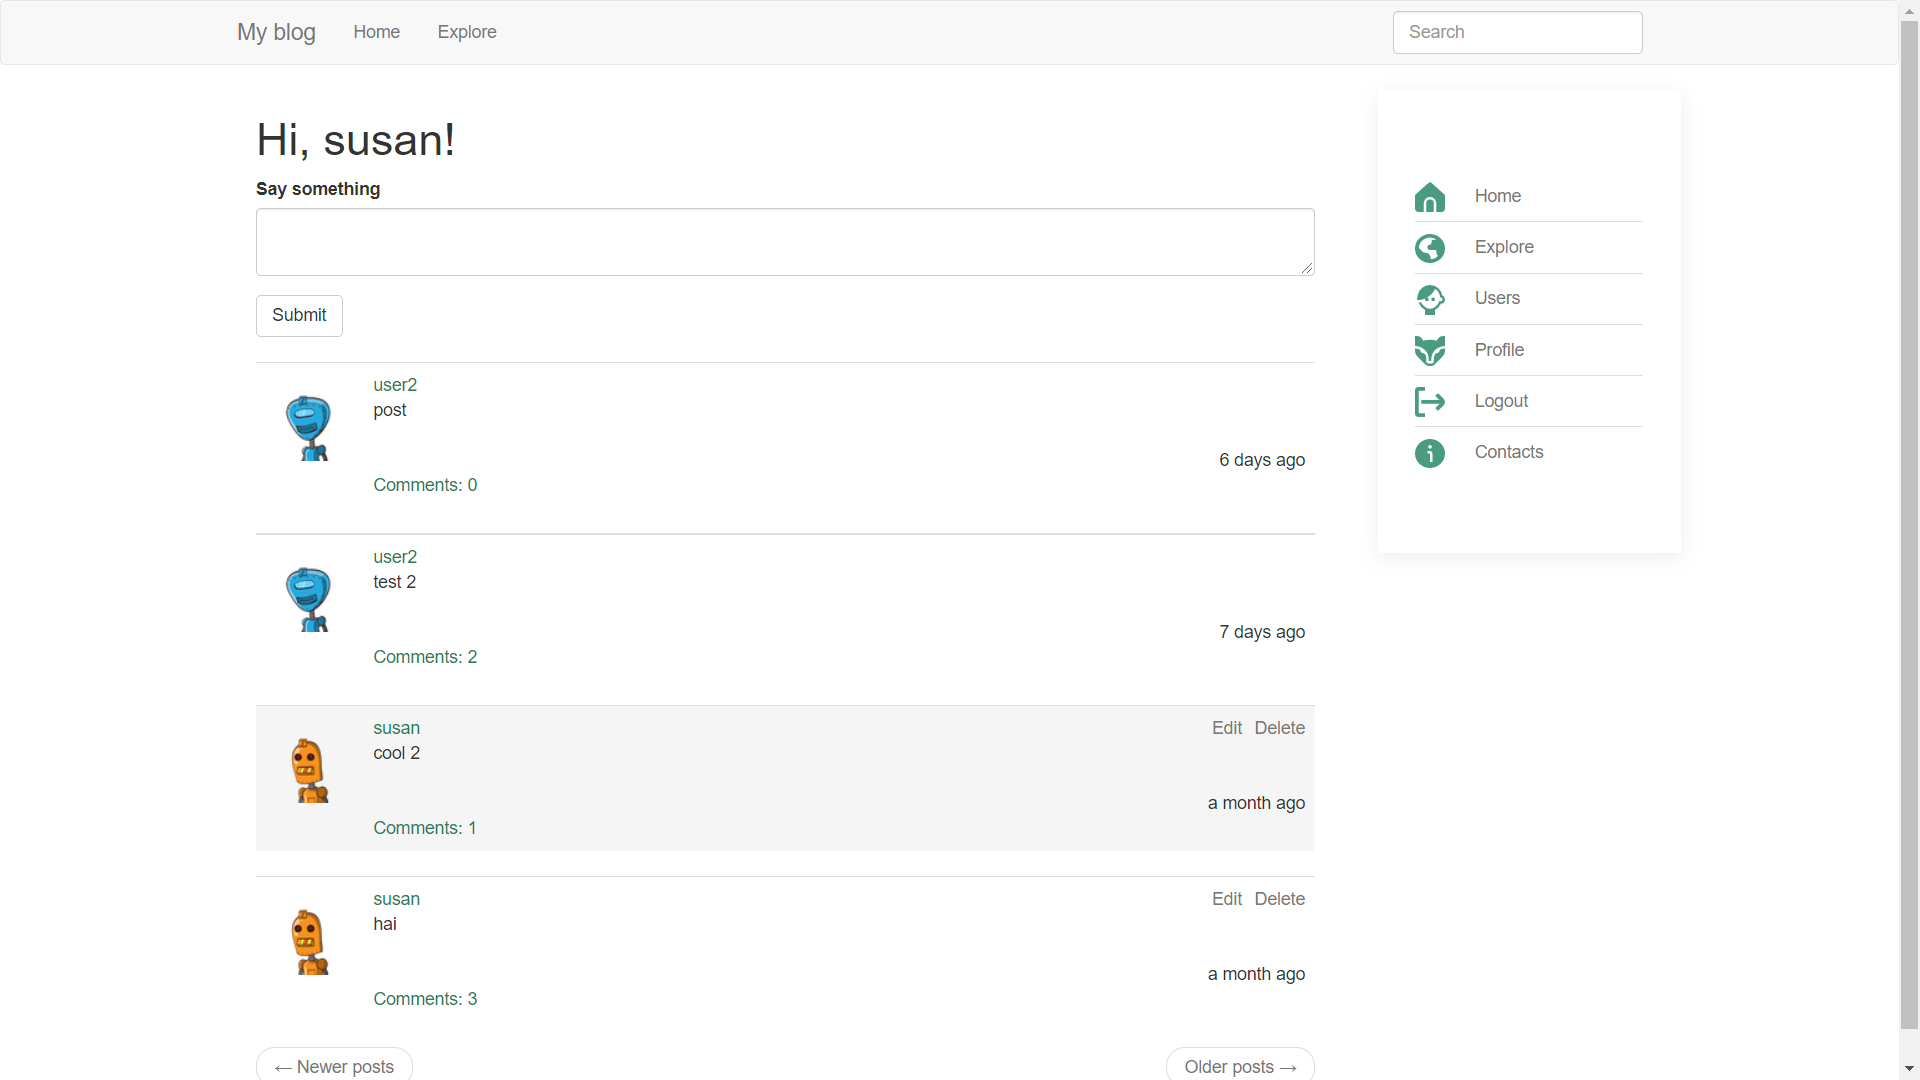 My blog Home Explore Search
Hi, susan!
Say something
Submit
user2
post
6 days ago
Comments: 0
user2
test 2
7 days ago
Comments: 2
susan Edit Delete
cool 2
a month ago
Comments: 1
susan Edit Delete
hai
a month ago
Comments: 3
← Newer posts Older posts →
Home
Explore
Users
Profile
Logout
Contacts